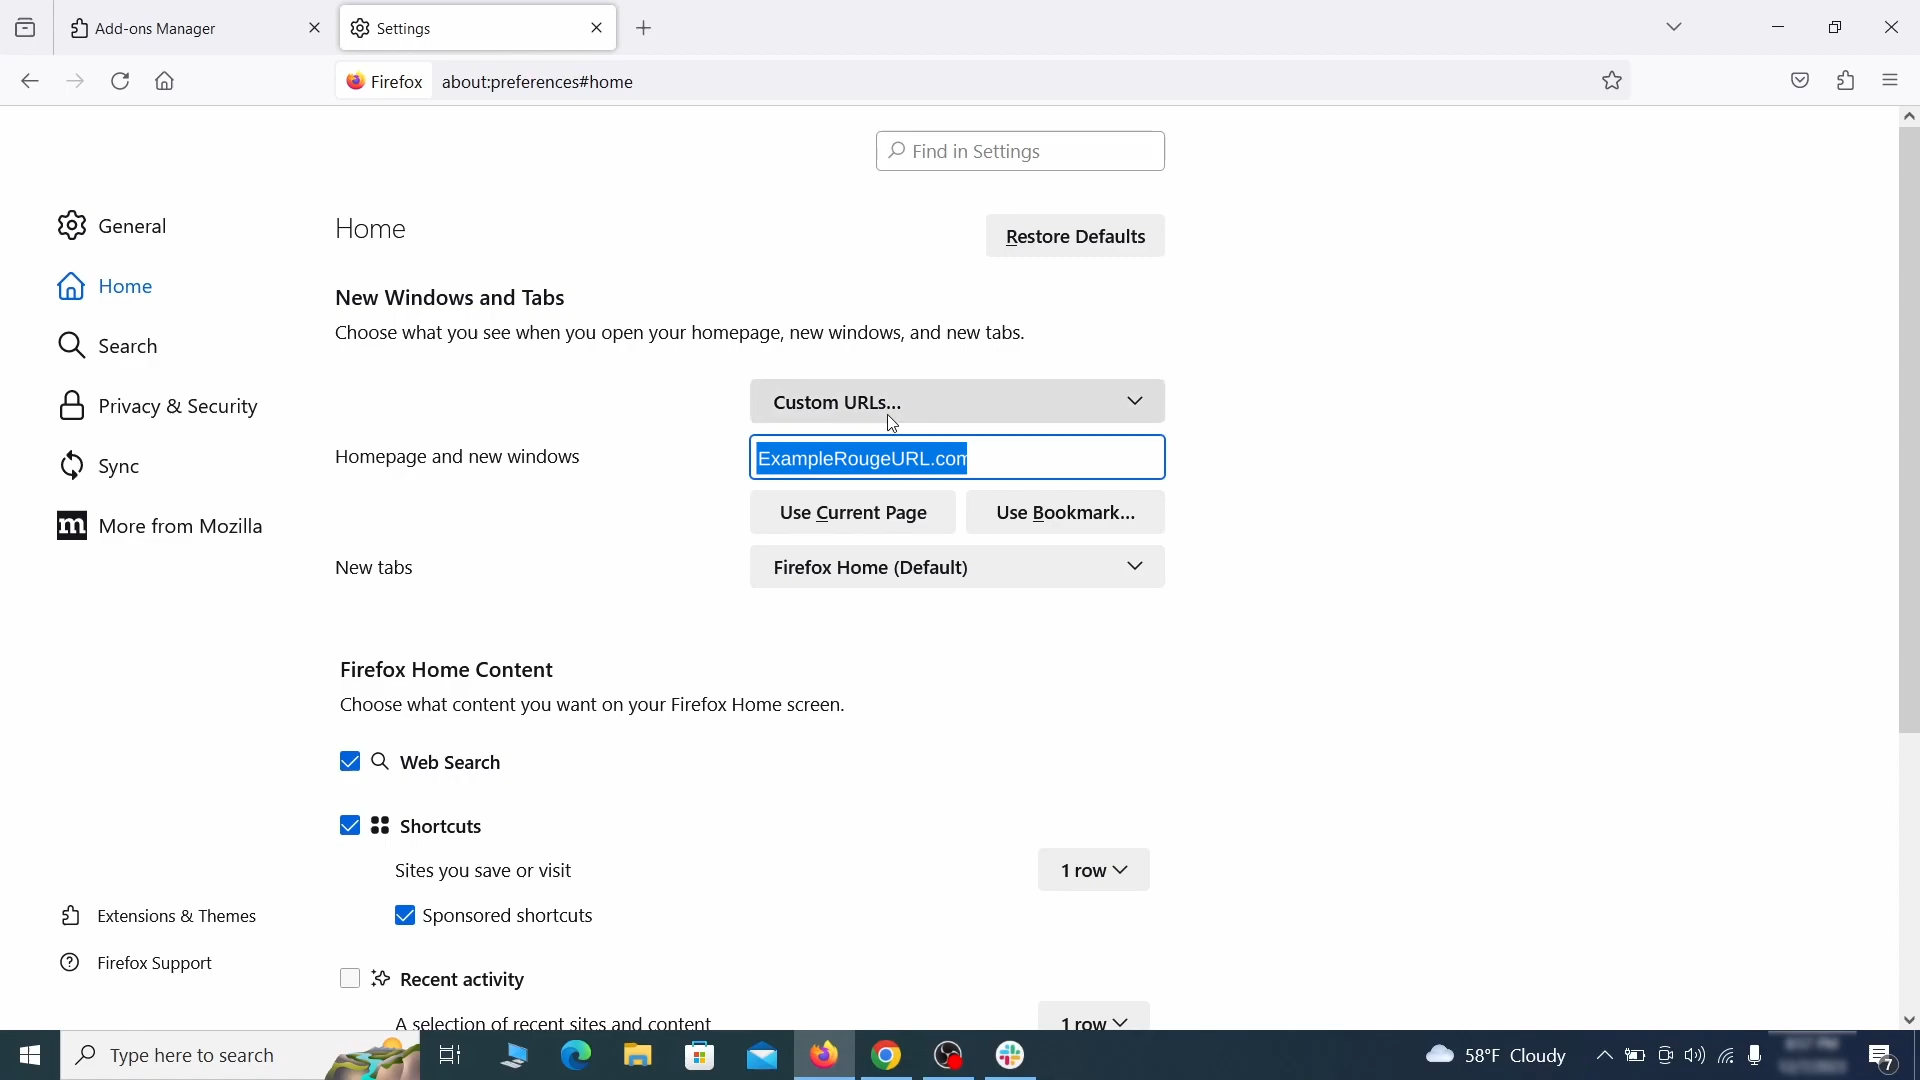 Add-ons Manager
Settings
Firefox
about:preferences#home
Find in Settings
General
Home
Search
Privacy & Security
Sync
More from Mozilla
Extensions & Themes
Firefox Support
Home
Restore Defaults
New Windows and Tabs
Choose what you see when you open your homepage, new windows, and new tabs.
Custom URLs...
Homepage and new windows
ExampleRougeURL.com
Use Current Page
Use Bookmark...
New tabs
Firefox Home (Default)
Firefox Home Content
Choose what content you want on your Firefox Home screen.
Web Search
Shortcuts
Sites you save or visit
1 row
Sponsored shortcuts
Recent activity
A selection of recent sites and content
1 row
Type here to search
58°F Cloudy
7